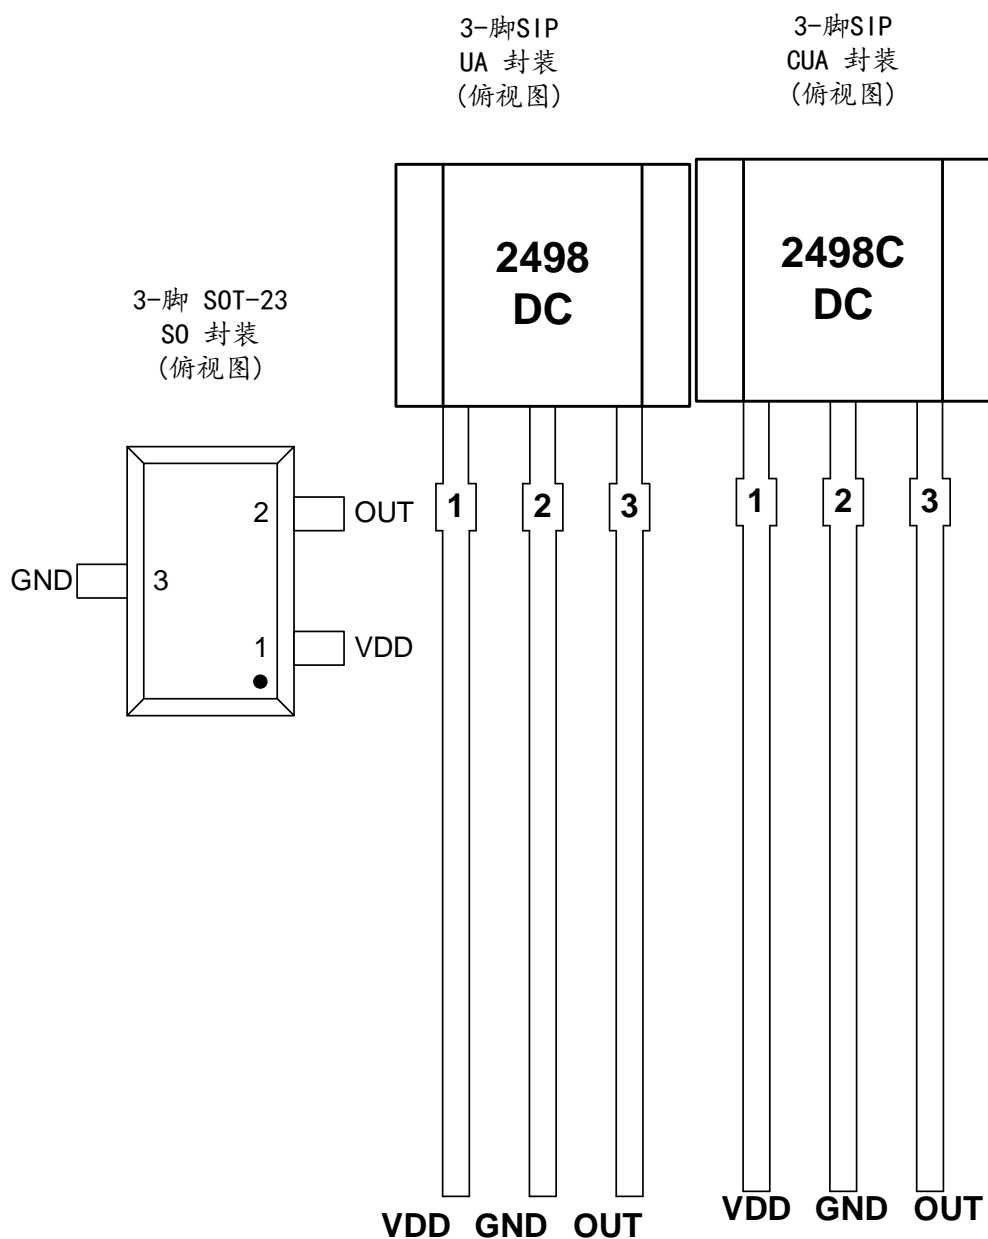 3-脚SIP
UA 封装
(俯视图)
3-脚SIP
CUA 封装
(俯视图)
3-脚 SOT-23
SO 封装
(俯视图)
2498
DC
2498C
DC
2 OUT
GND 3
1 VDD
1 2 3
1 2 3
VDD GND OUT
VDD GND OUT